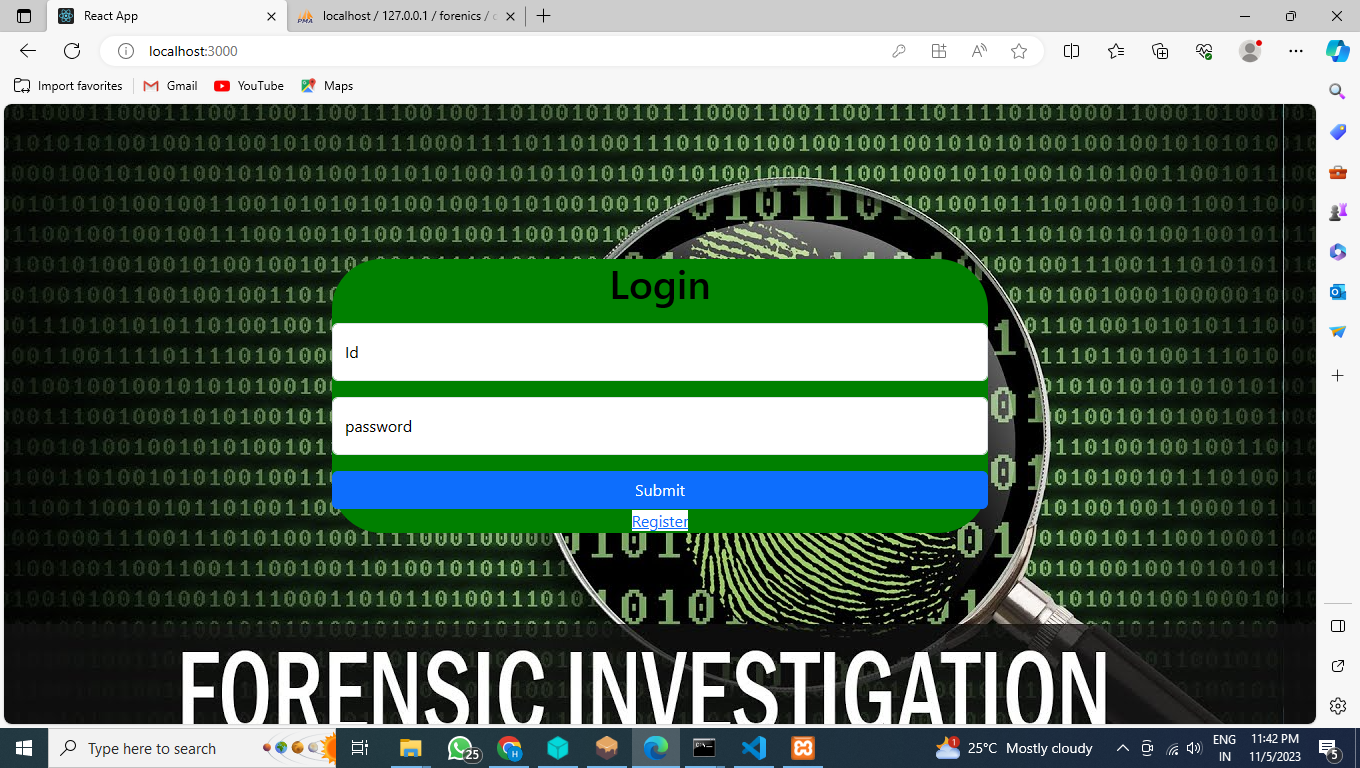 React App
localhost / 127.0.0.1 / forenics /
localhost:3000
Import favorites
Gmail
YouTube
Maps
Login
Id
password
Submit
Register
FORENSIC INVESTIGATION
Type here to search
25
1
25°C Mostly cloudy
ENG
IN
11:42 PM
11/5/2023
5